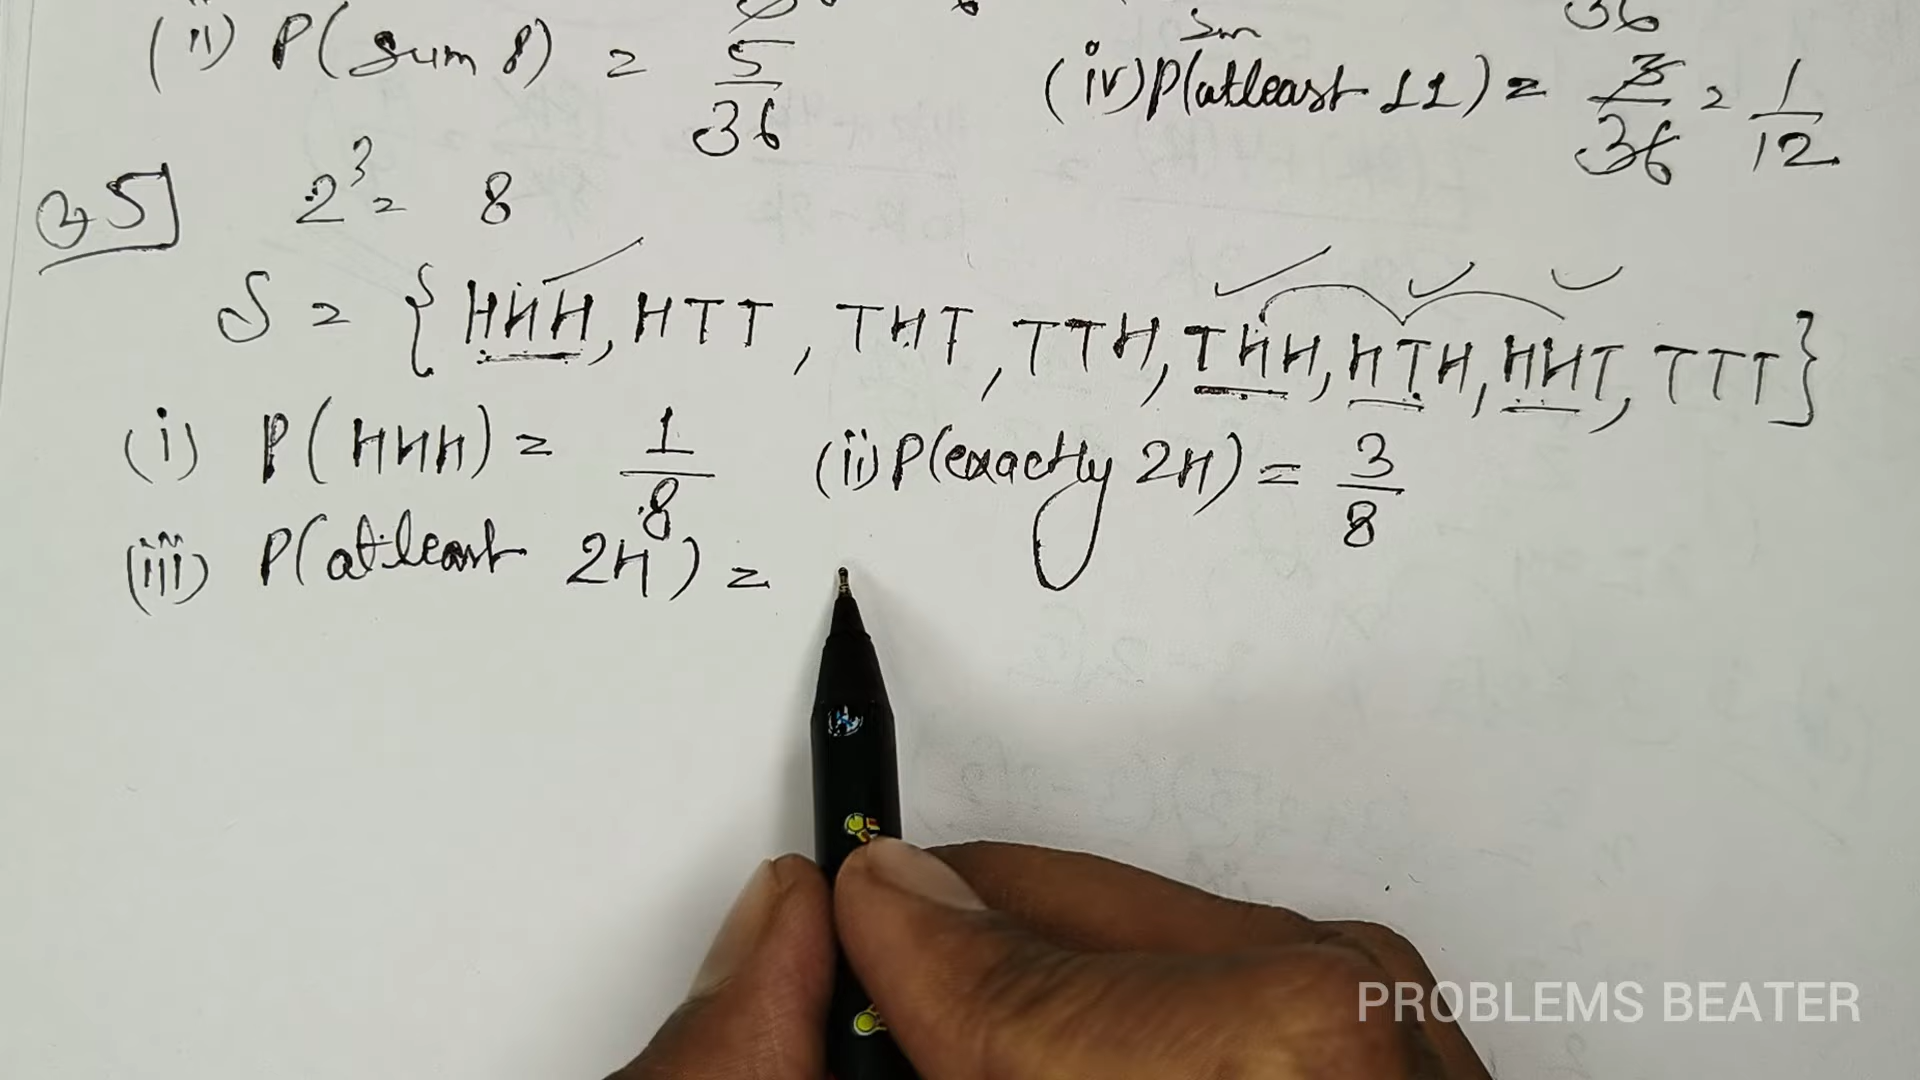 (ii) P(sum 8) = 5/36
(iv) P(atleast 11) = 3/36 = 1/12
Q5] 2³ = 8
S = {HHH, HTT, THT, TTH, THH, HTH, HHT, TTT}
(i) P(HHH) = 1/8 (ii) P(exactly 2H) = 3/8
(iii) P(atleast 2H) =
PROBLEMS BEATER